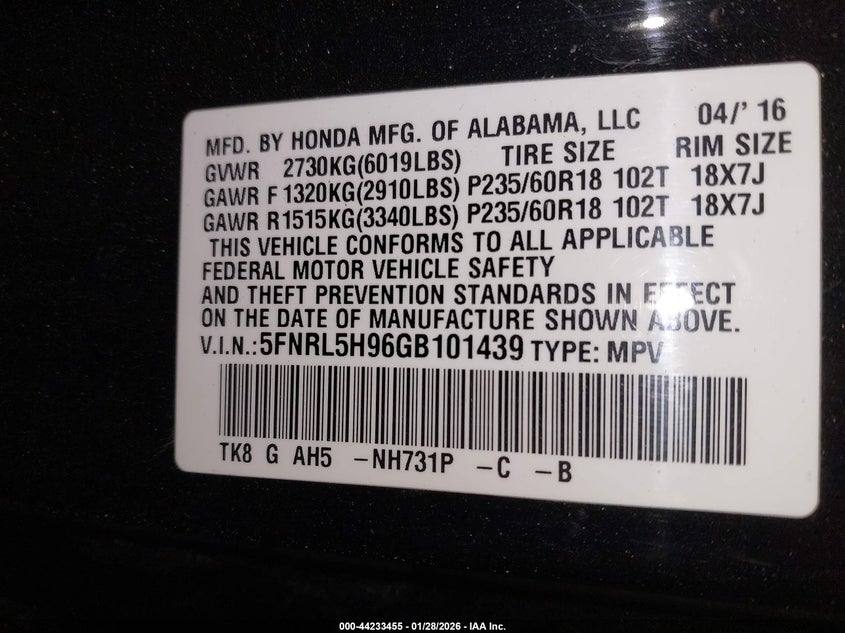 MFD. BY HONDA MFG. OF ALABAMA, LLC 04/' 16
GVWR 2730KG(6019LBS) TIRE SIZE RIM SIZE
GAWR F 1320KG(2910LBS) P235/60R18 102T 18X7J
GAWR R1515KG(3340LBS) P235/60R18 102T 18X7J
THIS VEHICLE CONFORMS TO ALL APPLICABLE
FEDERAL MOTOR VEHICLE SAFETY
AND THEFT PREVENTION STANDARDS IN EFFECT
ON THE DATE OF MANUFACTURE SHOWN ABOVE.
V.I.N.:5FNRL5H96GB101439 TYPE: MPV
TK8 G AH5 -NH731P -C -B
000-44233455 - 01/28/2026 - IAA Inc.